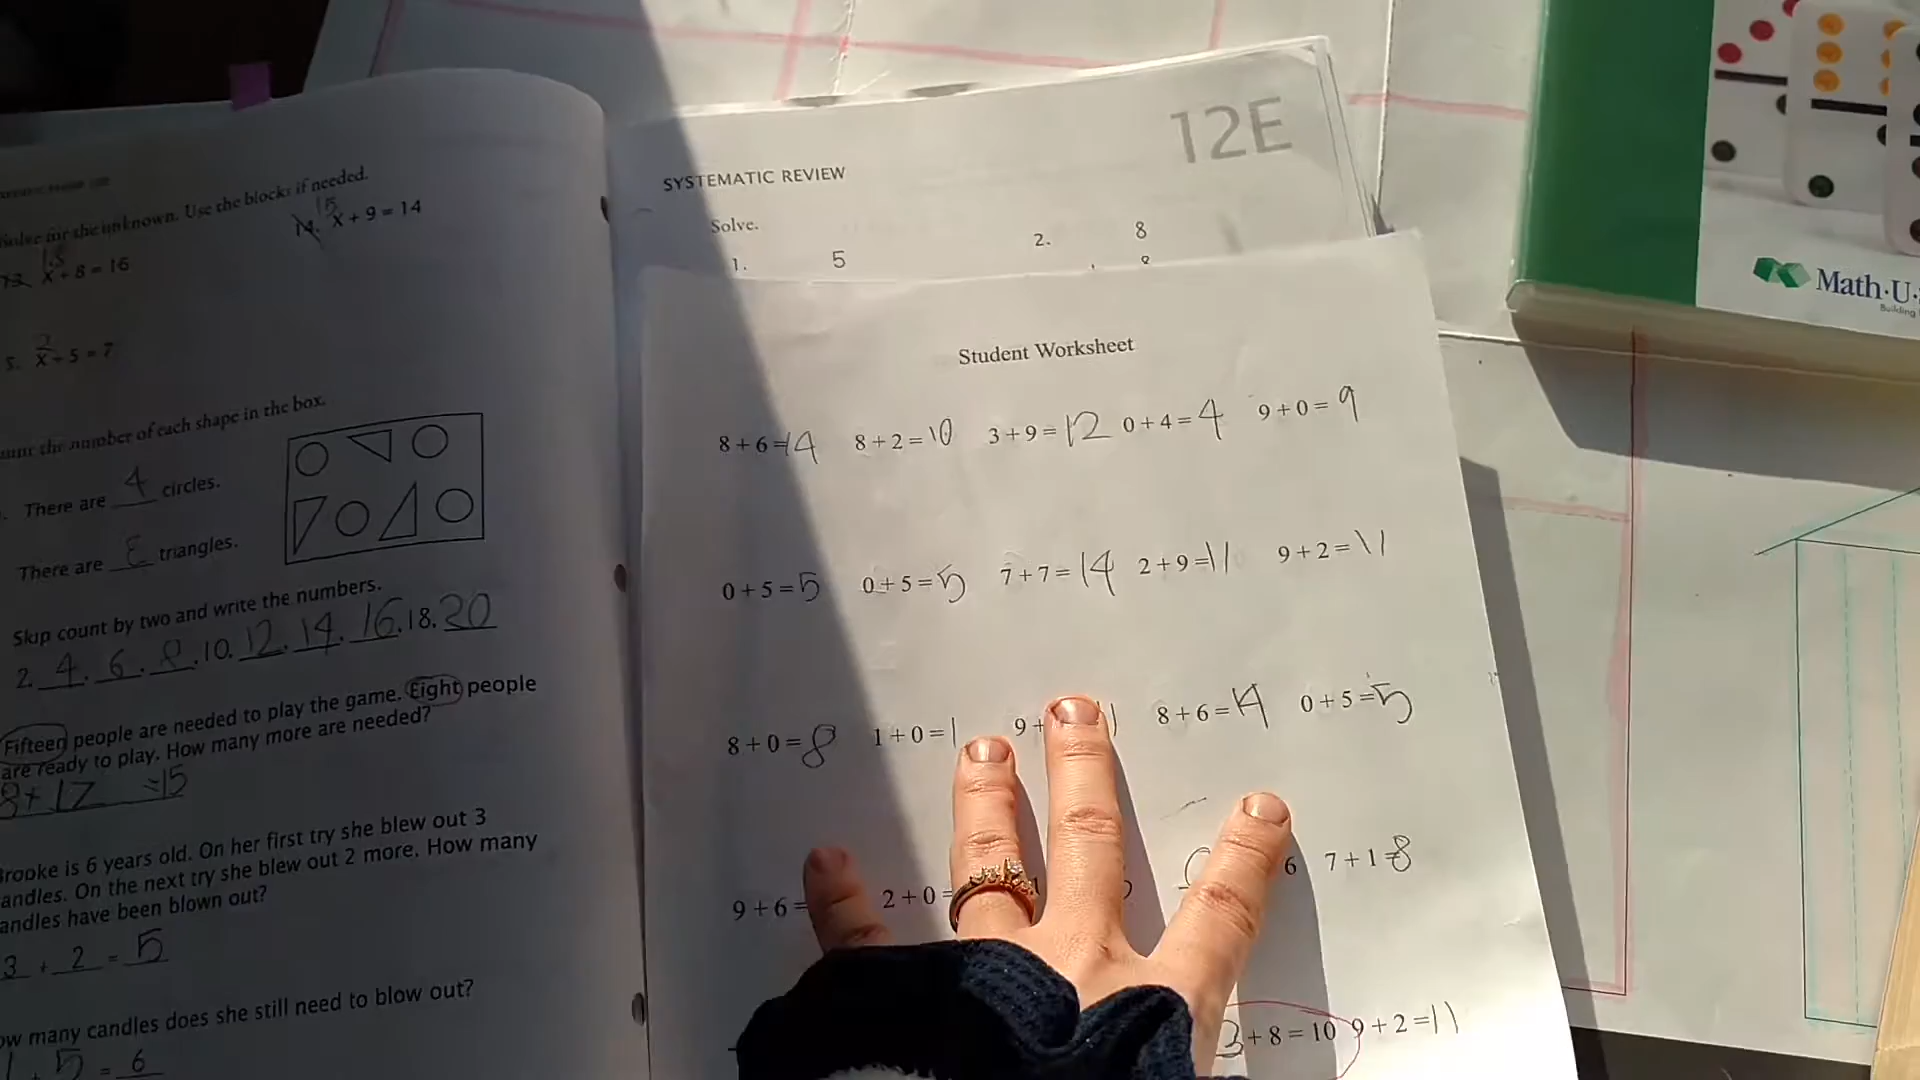 Solve for the unknown. Use the blocks if needed.
15
14. x + 9 = 14
x + 8 = 16
5. x + 5 = 7
the number of each shape in the box.
There are 4 circles.
There are triangles.
Skip count by two and write the numbers.
2. 4. 6. 8. 10. 12. 14. 16. 18. 20
Fifteen people are needed to play the game. Eight people
are ready to play. How many more are needed?
=15
Brooke is 6 years old. On her first try she blew out 3
andles. On the next try she blew out 2 more. How many
andles have been blown out?
3 + 2 = 5
ow many candles does she still need to blow out?
5 = 6
12E
SYSTEMATIC REVIEW
Solve.
1. 5
2. 8
Student Worksheet
8 + 6 = 14 8 + 2 = 10 3 + 9 = 12 0 + 4 = 4 9 + 0 = 9
0 + 5 = 5 0 + 5 = 5 7 + 7 = 14 2 + 9 = 11 9 + 2 = 11
8 + 0 = 8 1 + 0 = 1 9 + 8 + 6 = 14 0 + 5 = 5
9 + 6 = 2 + 0 = 6 7 + 1 = 8
3 + 8 = 10 9 + 2 = 11
Math·U·
Building